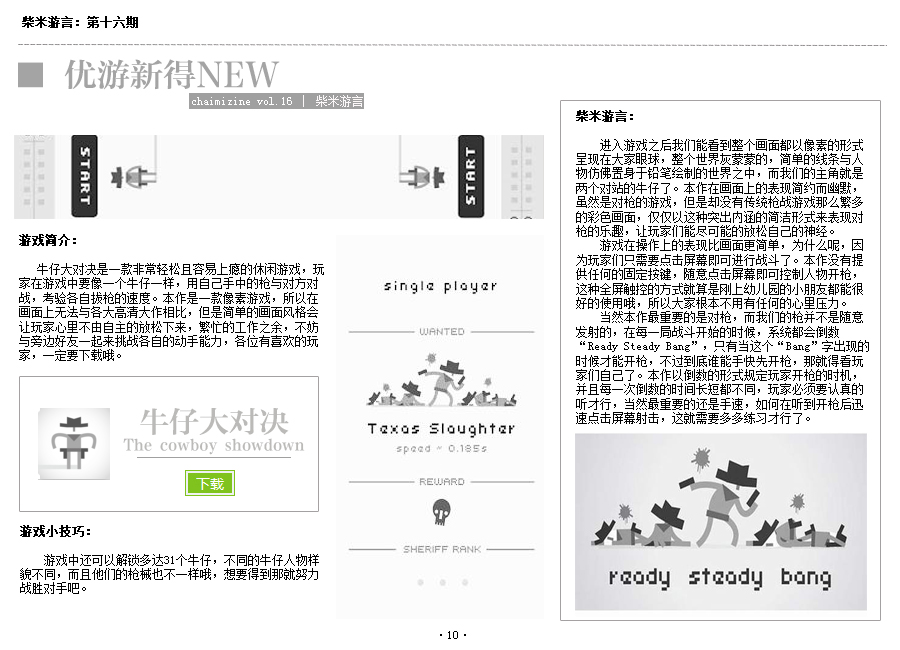 柴米游言：第十六期
优游新得NEW
chaimizine vol.16 | 柴米游言
START
START
游戏简介：
牛仔大对决是一款非常轻松且容易上瘾的休闲游戏，玩
家在游戏中要像一个牛仔一样，用自己手中的枪与对方对
战，考验各自拔枪的速度。本作是一款像素游戏，所以在
画面上无法与各大高清大作相比，但是简单的画面风格会
让玩家心里不由自主的放松下来，繁忙的工作之余，不妨
与旁边好友一起来挑战各自的动手能力，各位有喜欢的玩
家，一定要下载哦。
牛仔大对决
The cowboy showdown
下载
游戏小技巧：
游戏中还可以解锁多达31个牛仔，不同的牛仔人物样
貌不同，而且他们的枪械也不一样哦，想要得到那就努力
战胜对手吧。
single player
WANTED
Texas Slaughter
speed ~ 0.185s
REWARD
SHERIFF RANK
柴米游言：
进入游戏之后我们能看到整个画面都以像素的形式
呈现在大家眼球，整个世界灰蒙蒙的，简单的线条与人
物仿佛置身于铅笔绘制的世界之中，而我们的主角就是
两个对站的牛仔了。本作在画面上的表现简约而幽默，
虽然是对枪的游戏，但是却没有传统枪战游戏那么繁多
的彩色画面，仅仅以这种突出内涵的简洁形式来表现对
枪的乐趣，让玩家们能尽可能的放松自己的神经。
游戏在操作上的表现比画面更简单，为什么呢，因
为玩家们只需要点击屏幕即可进行战斗了。本作没有提
供任何的固定按键，随意点击屏幕即可控制人物开枪，
这种全屏触控的方式就算是刚上幼儿园的小朋友都能很
好的使用哦，所以大家根本不用有任何的心里压力。
当然本作最重要的是对枪，而我们的枪并不是随意
发射的，在每一局战斗开始的时候，系统都会倒数
“Ready Steady Bang”，只有当这个“Bang”字出现的
时候才能开枪，不过到底谁能手快先开枪，那就得看玩
家们自己了。本作以倒数的形式规定玩家开枪的时机，
并且每一次倒数的时间长短都不同，玩家必须要认真的
听才行，当然最重要的还是手速，如何在听到开枪后迅
速点击屏幕射击，这就需要多多练习才行了。
ready steady bang
·10·